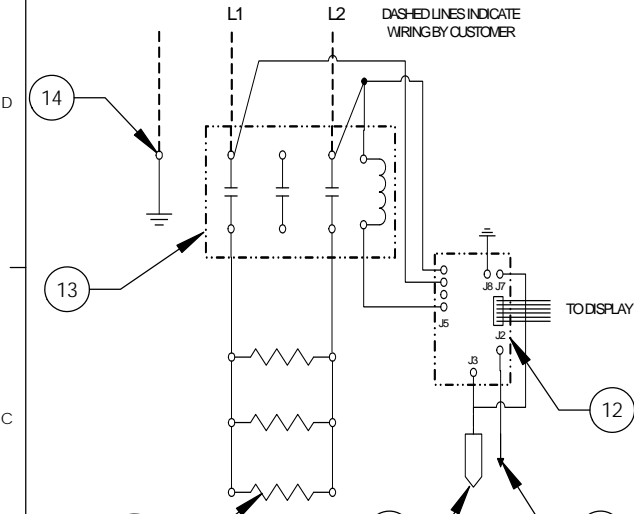 L1
L2
DASHED LINES INDICATE
WIRING BY CUSTOMER
D
14
13
J8 J7
TO DISPLAY
J5
J2
J3
12
C